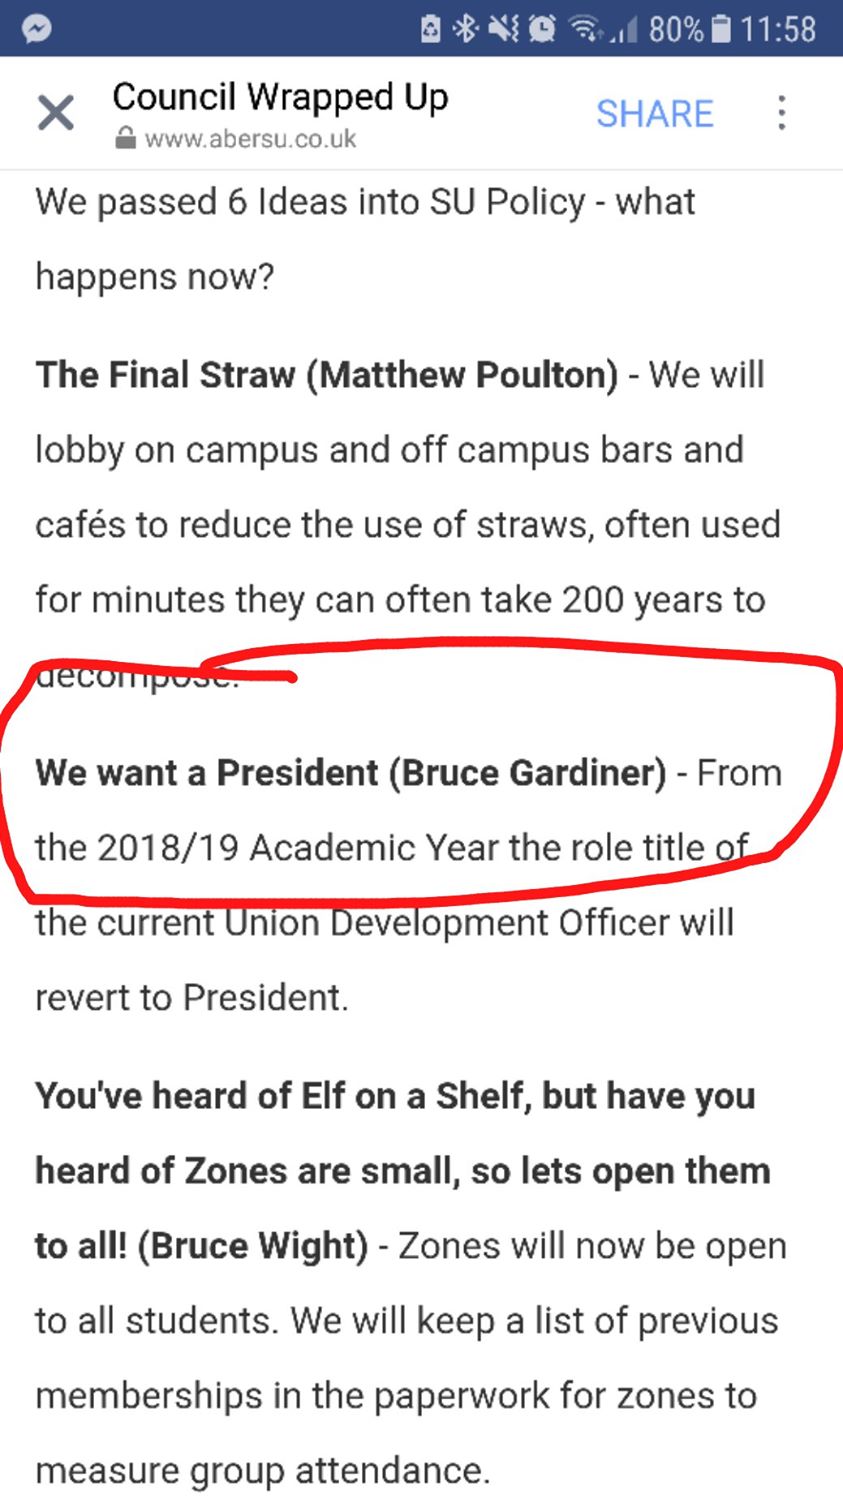 80% 11:58
Council Wrapped Up
SHARE
www.abersu.co.uk
We passed 6 Ideas into SU Policy - what
happens now?
The Final Straw (Matthew Poulton) - We will
lobby on campus and off campus bars and
cafés to reduce the use of straws, often used
for minutes they can often take 200 years to
decompose.
We want a President (Bruce Gardiner) - From
the 2018/19 Academic Year the role title of
the current Union Development Officer will
revert to President.
You've heard of Elf on a Shelf, but have you
heard of Zones are small, so lets open them
to all! (Bruce Wight) - Zones will now be open
to all students. We will keep a list of previous
memberships in the paperwork for zones to
measure group attendance.